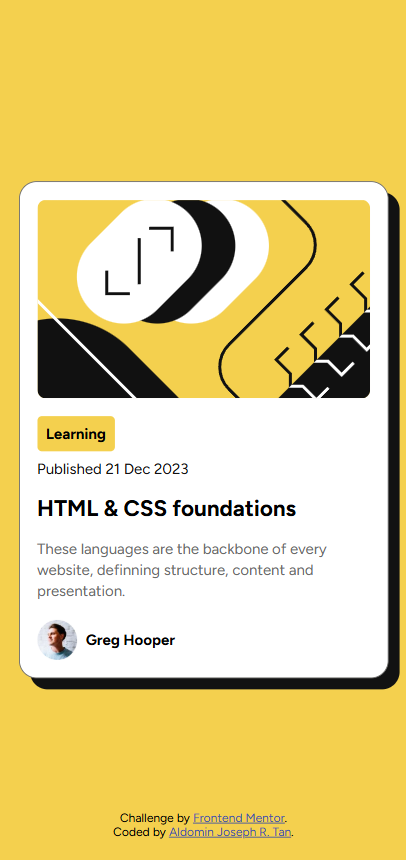 Learning
Published 21 Dec 2023
HTML & CSS foundations
These languages are the backbone of every
website, definning structure, content and
presentation.
Greg Hooper
Challenge by Frontend Mentor.
Coded by Aldomin Joseph R. Tan.